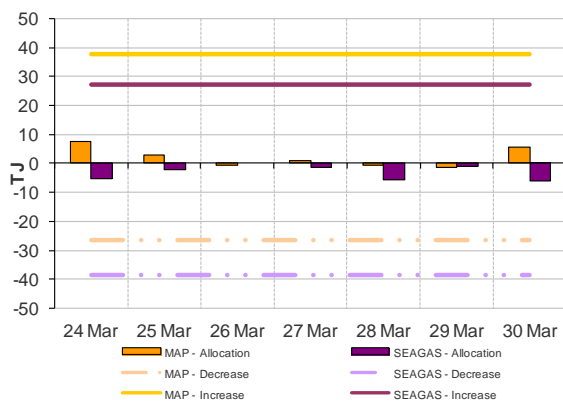 50
40
30
20
10
0
-10
-20
-30
-40
-50
TJ
24 Mar 25 Mar 26 Mar 27 Mar 28 Mar 29 Mar 30 Mar
MAP - Allocation SEAGAS - Allocation
MAP - Decrease SEAGAS - Decrease
MAP - Increase SEAGAS - Increase